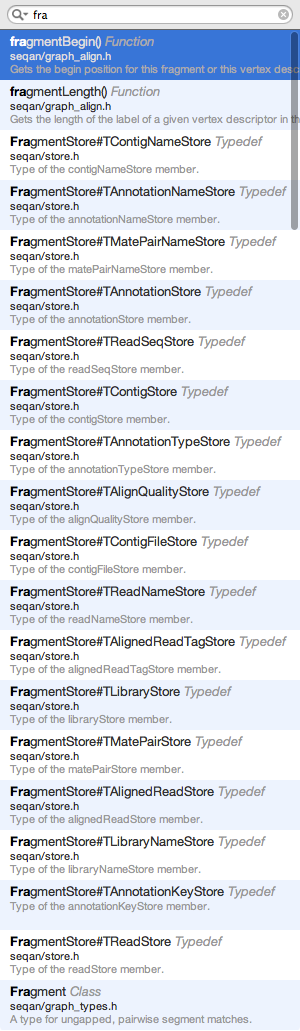 fra
fragmentBegin() Function
seqan/graph_align.h
Gets the begin position for this fragment or this vertex desc
fragmentLength() Function
seqan/graph_align.h
Gets the length of the label of a given vertex descriptor in th
FragmentStore#TContigNameStore Typedef
seqan/store.h
Type of the contigNameStore member.
FragmentStore#TAnnotationNameStore Typedef
seqan/store.h
Type of the annotationNameStore member.
FragmentStore#TMatePairNameStore Typedef
seqan/store.h
Type of the matePairNameStore member.
FragmentStore#TAnnotationStore Typedef
seqan/store.h
Type of the annotationStore member.
FragmentStore#TReadSeqStore Typedef
seqan/store.h
Type of the readSeqStore member.
FragmentStore#TContigStore Typedef
seqan/store.h
Type of the contigStore member.
FragmentStore#TAnnotationTypeStore Typedef
seqan/store.h
Type of the annotationTypeStore member.
FragmentStore#TAlignQualityStore Typedef
seqan/store.h
Type of the alignQualityStore member.
FragmentStore#TContigFileStore Typedef
seqan/store.h
Type of the contigFileStore member.
FragmentStore#TReadNameStore Typedef
seqan/store.h
Type of the readNameStore member.
FragmentStore#TAlignedReadTagStore Typedef
seqan/store.h
Type of the alignedReadTagStore member.
FragmentStore#TLibraryStore Typedef
seqan/store.h
Type of the libraryStore member.
FragmentStore#TMatePairStore Typedef
seqan/store.h
Type of the matePairStore member.
FragmentStore#TAlignedReadStore Typedef
seqan/store.h
Type of the alignedReadStore member.
FragmentStore#TLibraryNameStore Typedef
seqan/store.h
Type of the libraryNameStore member.
FragmentStore#TAnnotationKeyStore Typedef
Type of the annotationKeyStore member.
FragmentStore#TReadStore Typedef
seqan/store.h
Type of the readStore member.
Fragment Class
seqan/graph_types.h
A type for ungapped, pairwise segment matches.